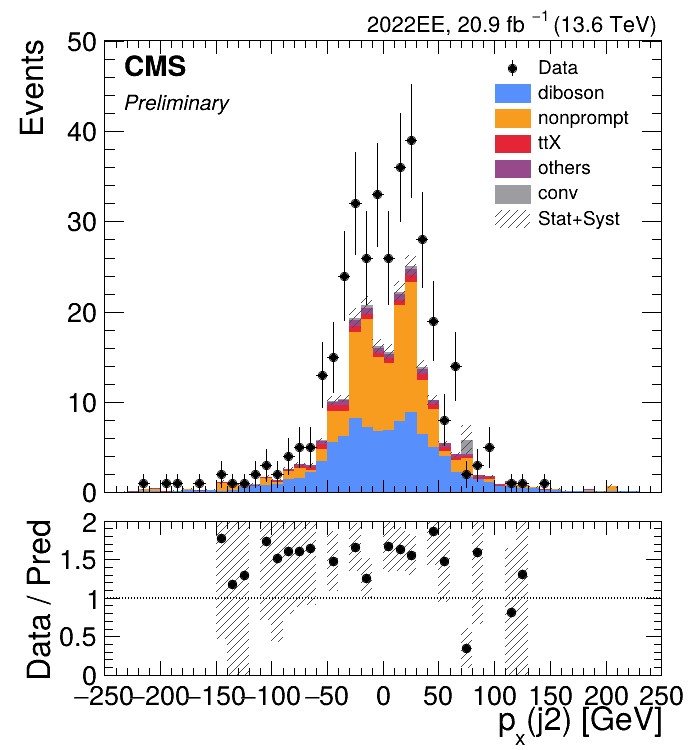 2022EE, 20.9 fb⁻¹ (13.6 TeV)
CMS
Preliminary
Events
50
40
30
20
10
0
Data
diboson
nonprompt
ttX
others
conv
Stat+Syst
Data / Pred
2
1.5
1
0.5
0
−250 −200 −150 −100 −50 0 50 100 150 200 250
pₓ(j2) [GeV]